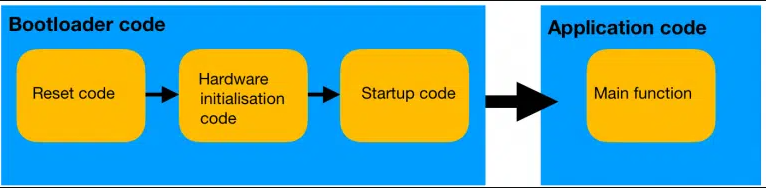 Bootloader code
Reset code
Hardware
initialisation
code
Startup code
Application code
Main function